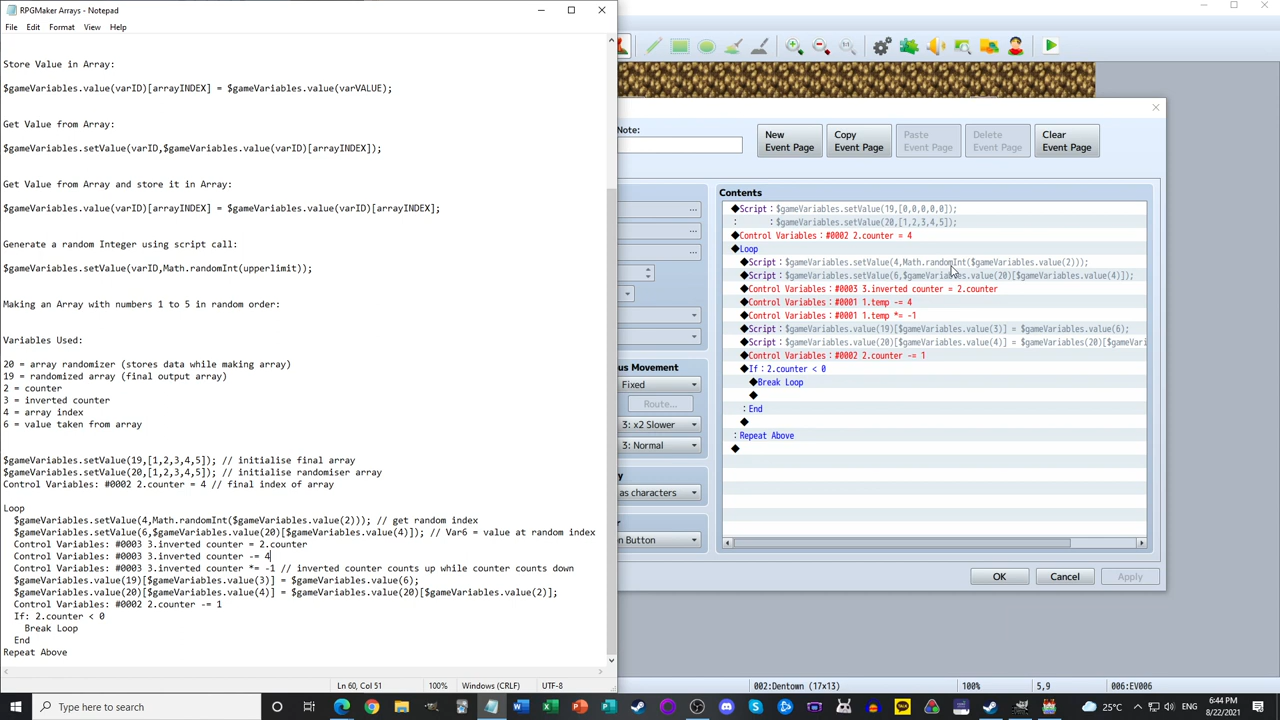 RPGMaker Arrays - Notepad
File Edit Format View Help
Store Value in Array:
$gameVariables.value(varID)[arrayINDEX] = $gameVariables.value(varVALUE);
Get Value from Array:
$gameVariables.setValue(varID,$gameVariables.value(varID)[arrayINDEX]);
Get Value from Array and store it in Array:
$gameVariables.value(varID)[arrayINDEX] = $gameVariables.value(varID)[arrayINDEX];
Generate a random Integer using script call:
$gameVariables.setValue(varID,Math.randomInt(upperlimit));
Making an Array with numbers 1 to 5 in random order:
Variables Used:
20 = array randomizer (stores data while making array)
19 = randomized array (final output array)
2 = counter
3 = inverted counter
4 = array index
6 = value taken from array
$gameVariables.setValue(19,[1,2,3,4,5]); // initialise final array
$gameVariables.setValue(20,[1,2,3,4,5]); // initialise randomiser array
Control Variables: #0002 2.counter = 4 // final index of array
Loop
$gameVariables.setValue(4,Math.randomInt($gameVariables.value(2))); // get random index
$gameVariables.setValue(6,$gameVariables.value(20)[$gameVariables.value(4)]); // Var6 = value at random index
Control Variables: #0003 3.inverted counter = 2.counter
Control Variables: #0003 3.inverted counter -= 4
Control Variables: #0003 3.inverted counter *= -1 // inverted counter counts up while counter counts down
$gameVariables.value(19)[$gameVariables.value(3)] = $gameVariables.value(6);
$gameVariables.value(20)[$gameVariables.value(4)] = $gameVariables.value(20)[$gameVariables.value(2)];
Control Variables: #0002 2.counter -= 1
If: 2.counter < 0
Break Loop
End
Repeat Above
Ln 60, Col 51 100% Windows (CRLF) UTF-8
Note:
New Event Page
Copy Event Page
Paste Event Page
Delete Event Page
Clear Event Page
us Movement
Fixed
Route...
3: x2 Slower
3: Normal
y
as characters
r
n Button
Contents
◆Script：$gameVariables.setValue(19,[0,0,0,0,0]);
：　　：$gameVariables.setValue(20,[1,2,3,4,5]);
◆Control Variables：#0002 2.counter = 4
◆Loop
◆Script：$gameVariables.setValue(4,Math.randomInt($gameVariables.value(2)));
◆Script：$gameVariables.setValue(6,$gameVariables.value(20)[$gameVariables.value(4)]);
◆Control Variables：#0003 3.inverted counter = 2.counter
◆Control Variables：#0001 1.temp -= 4
◆Control Variables：#0001 1.temp *= -1
◆Script：$gameVariables.value(19)[$gameVariables.value(3)] = $gameVariables.value(6);
◆Script：$gameVariables.value(20)[$gameVariables.value(4)] = $gameVariables(20)[$gameVaria
◆Control Variables：#0002 2.counter -= 1
◆If：2.counter < 0
◆Break Loop
◆
：End
◆
：Repeat Above
◆
OK Cancel Apply
002:Dentown (17x13) 100% 5,9 006:EV006
Type here to search
25°C
6:44 PM
8/22/2021